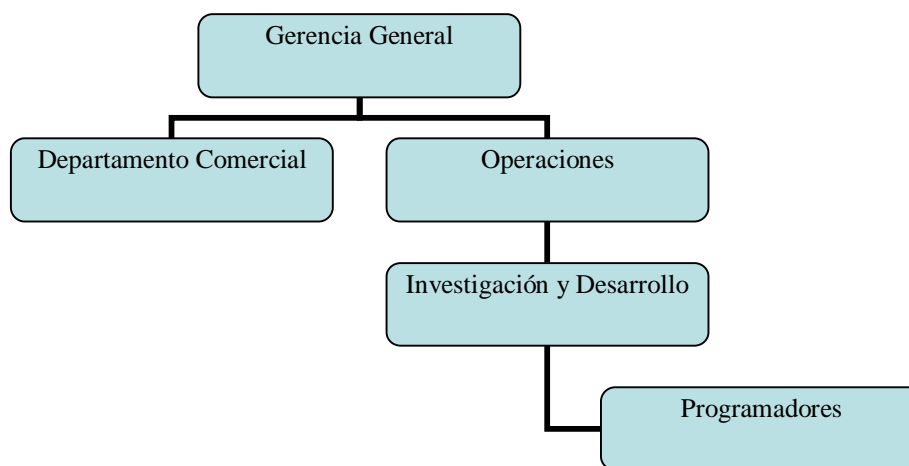 Gerencia General
Departamento Comercial
Operaciones
Investigación y Desarrollo
Programadores